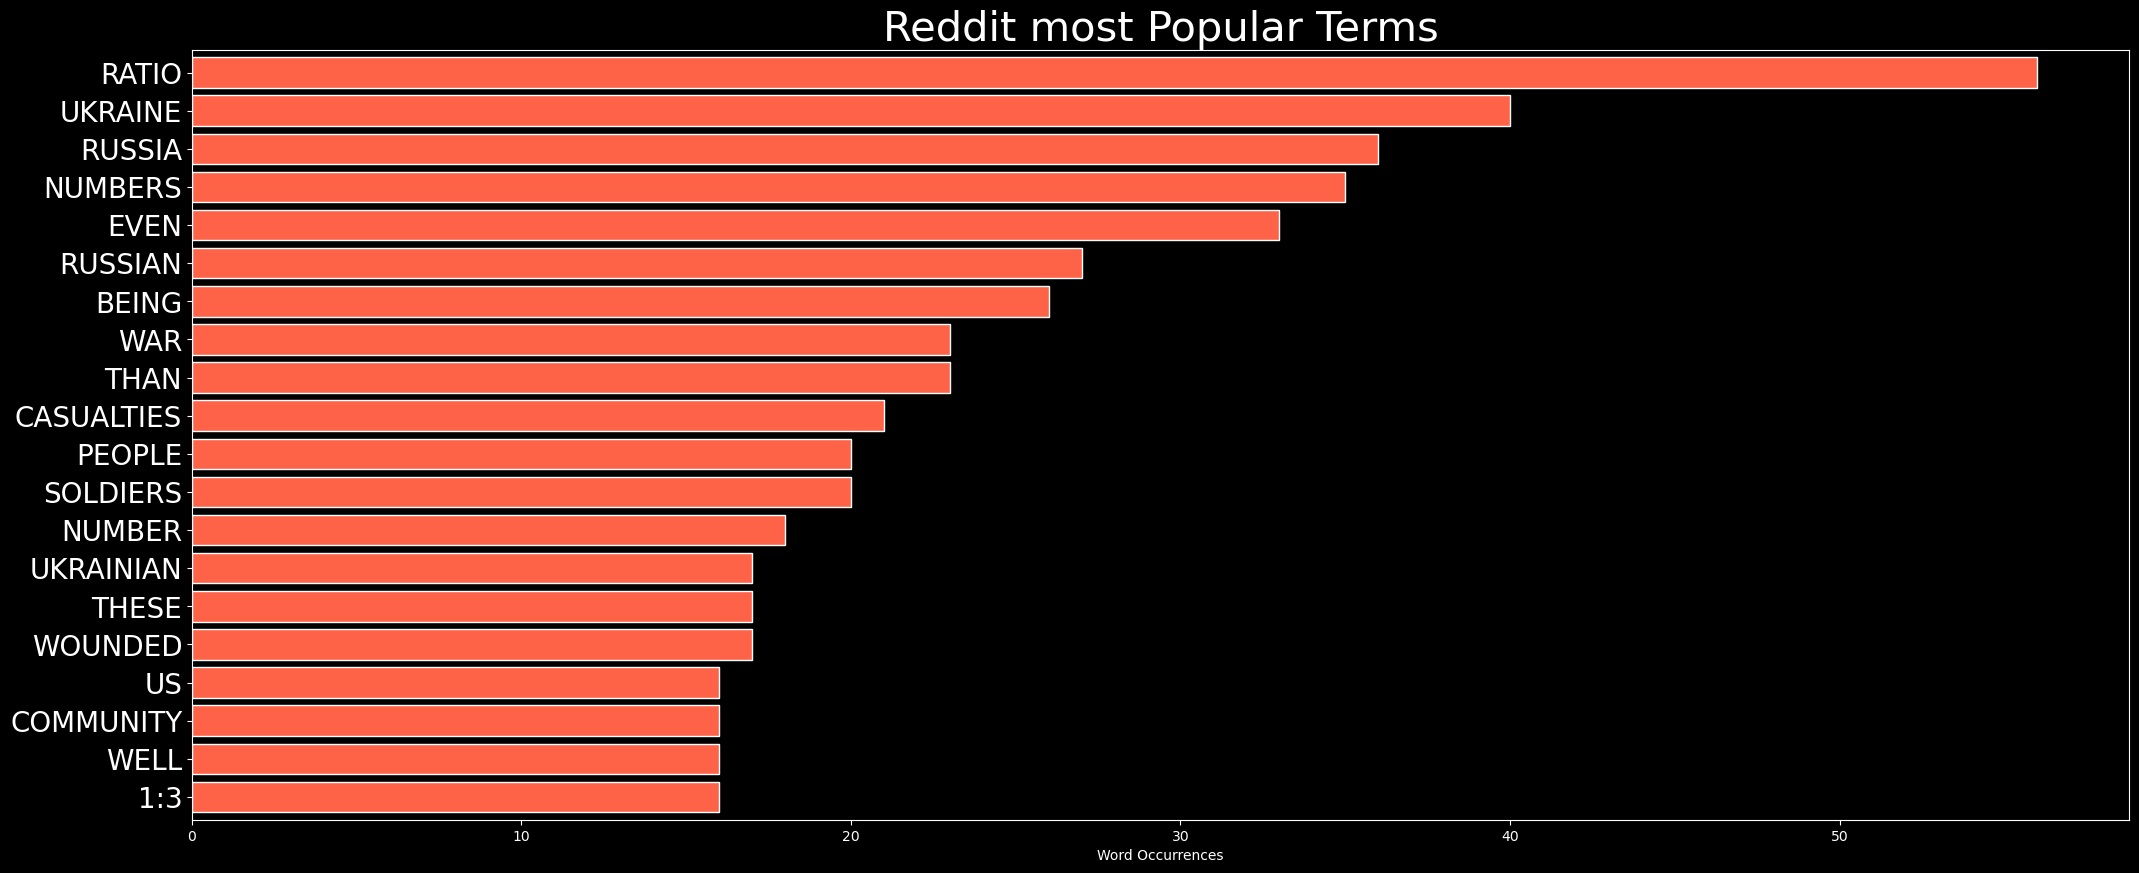 Reddit most Popular Terms
RATIO
UKRAINE
RUSSIA
NUMBERS
EVEN
RUSSIAN
BEING
WAR
THAN
CASUALTIES
PEOPLE
SOLDIERS
NUMBER
UKRAINIAN
THESE
WOUNDED
US
COMMUNITY
WELL
1:3
0 10 20 30 40 50
Word Occurrences